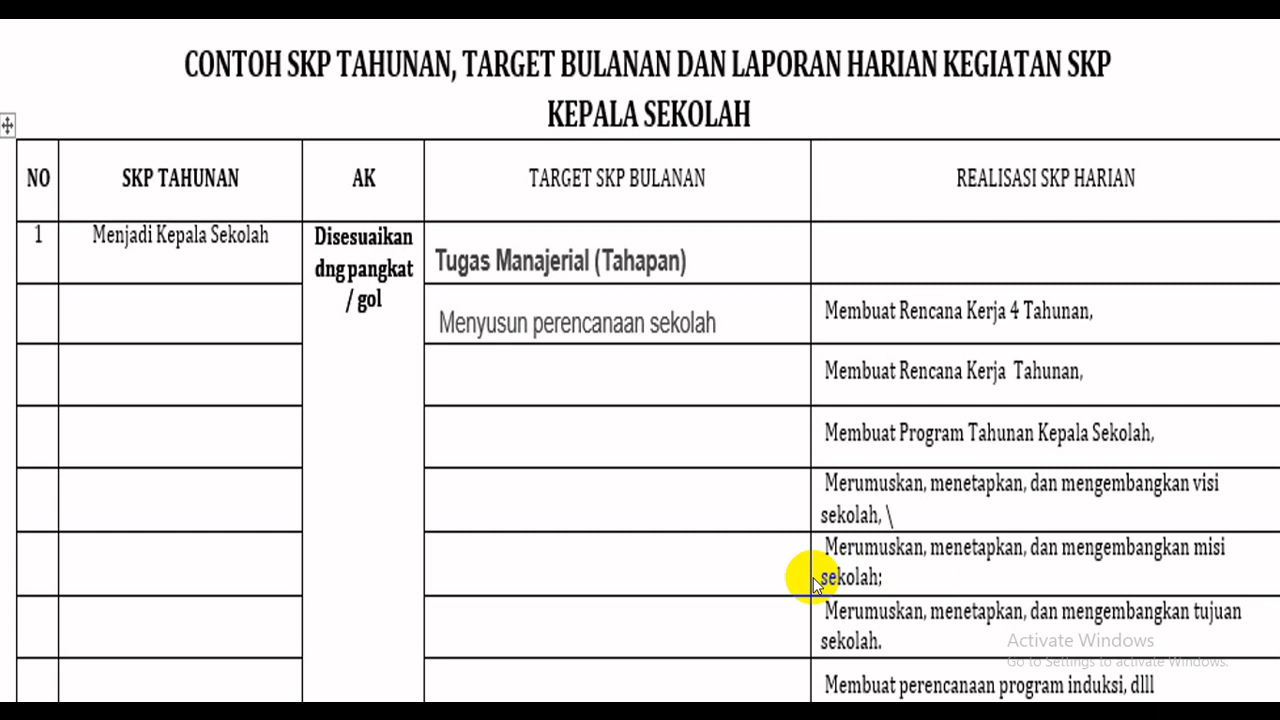 CONTOH SKP TAHUNAN, TARGET BULANAN DAN LAPORAN HARIAN KEGIATAN SKP
KEPALA SEKOLAH
NO SKP TAHUNAN AK TARGET SKP BULANAN REALISASI SKP HARIAN
1 Menjadi Kepala Sekolah
Disesuaikan
dng pangkat
/ gol
Tugas Manajerial (Tahapan)
Menyusun perencanaan sekolah
Membuat Rencana Kerja 4 Tahunan,
Membuat Rencana Kerja Tahunan,
Membuat Program Tahunan Kepala Sekolah,
Merumuskan, menetapkan, dan mengembangkan visi
sekolah, \
Merumuskan, menetapkan, dan mengembangkan misi
sekolah;
Merumuskan, menetapkan, dan mengembangkan tujuan
sekolah.
Membuat perencanaan program induksi, dlll
Activate Windows
Go to Settings to activate Windows.